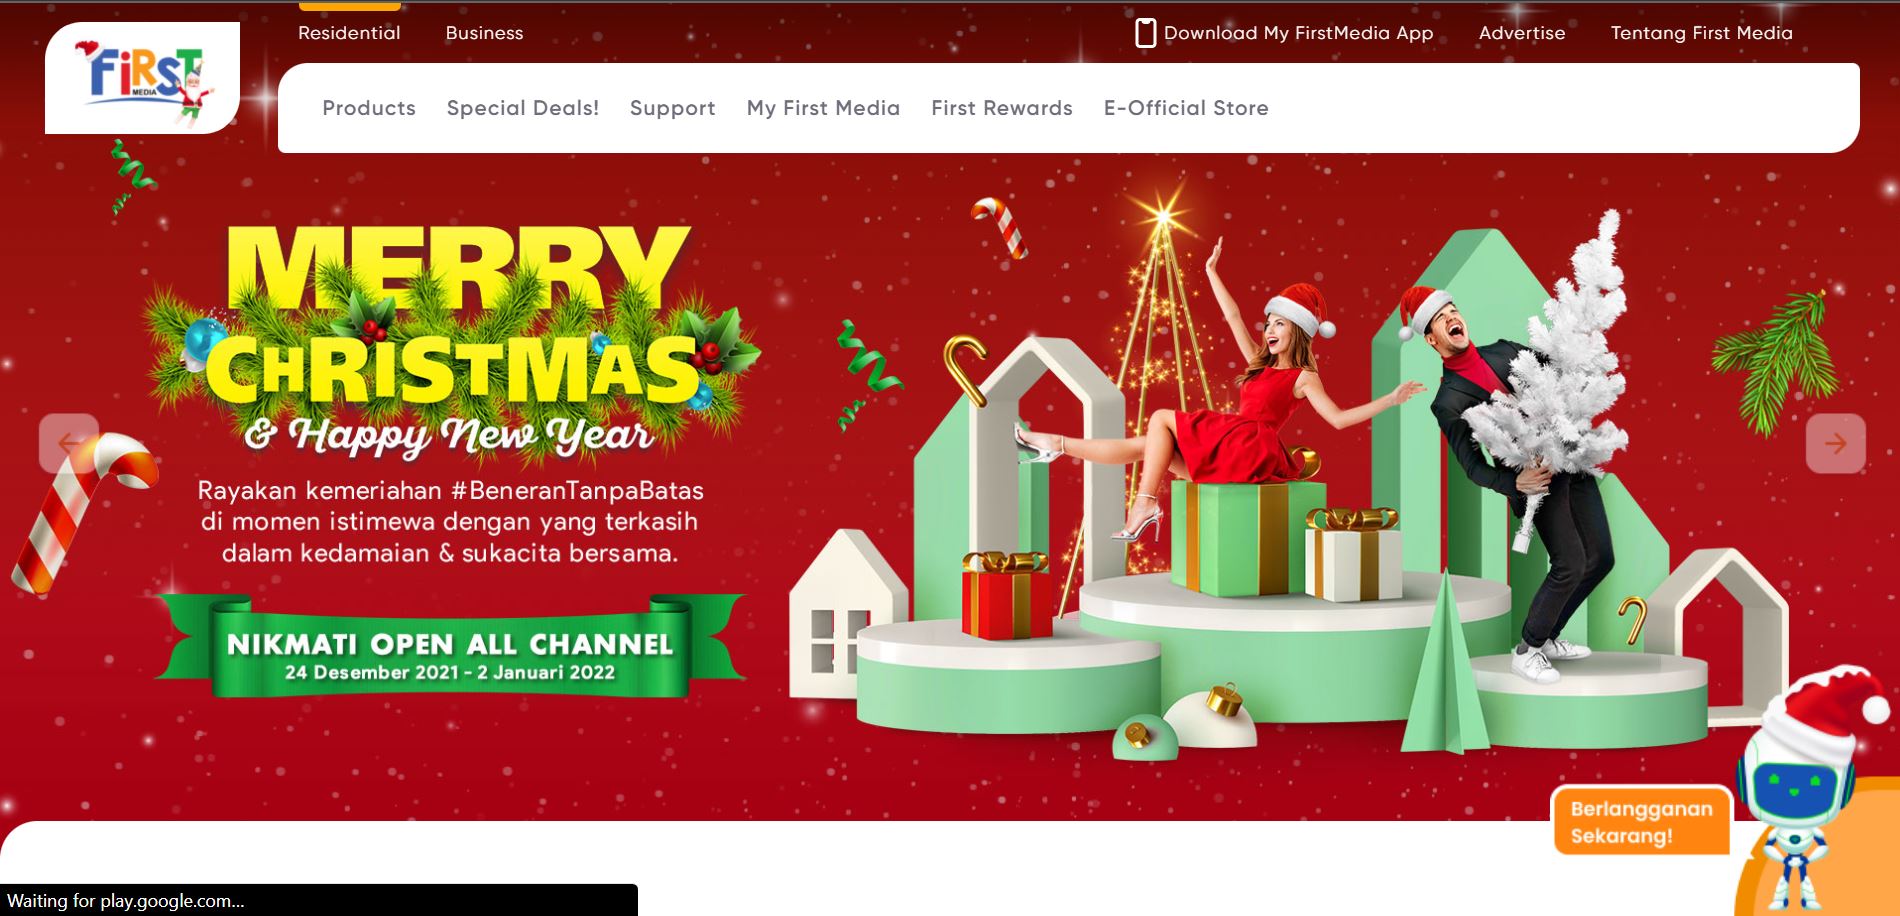 Residential
Business
Download My FirstMedia App
Advertise
Tentang First Media
FiRST
MEDIA
Products
Special Deals!
Support
My First Media
First Rewards
E-Official Store
MERRY
CHRISTMAS
& Happy New Year
Rayakan kemeriahan #BeneranTanpaBatas
di momen istimewa dengan yang terkasih
dalam kedamaian & sukacita bersama.
NIKMATI OPEN ALL CHANNEL
24 Desember 2021 - 2 Januari 2022
Berlangganan
Sekarang!
Waiting for play.google.com...